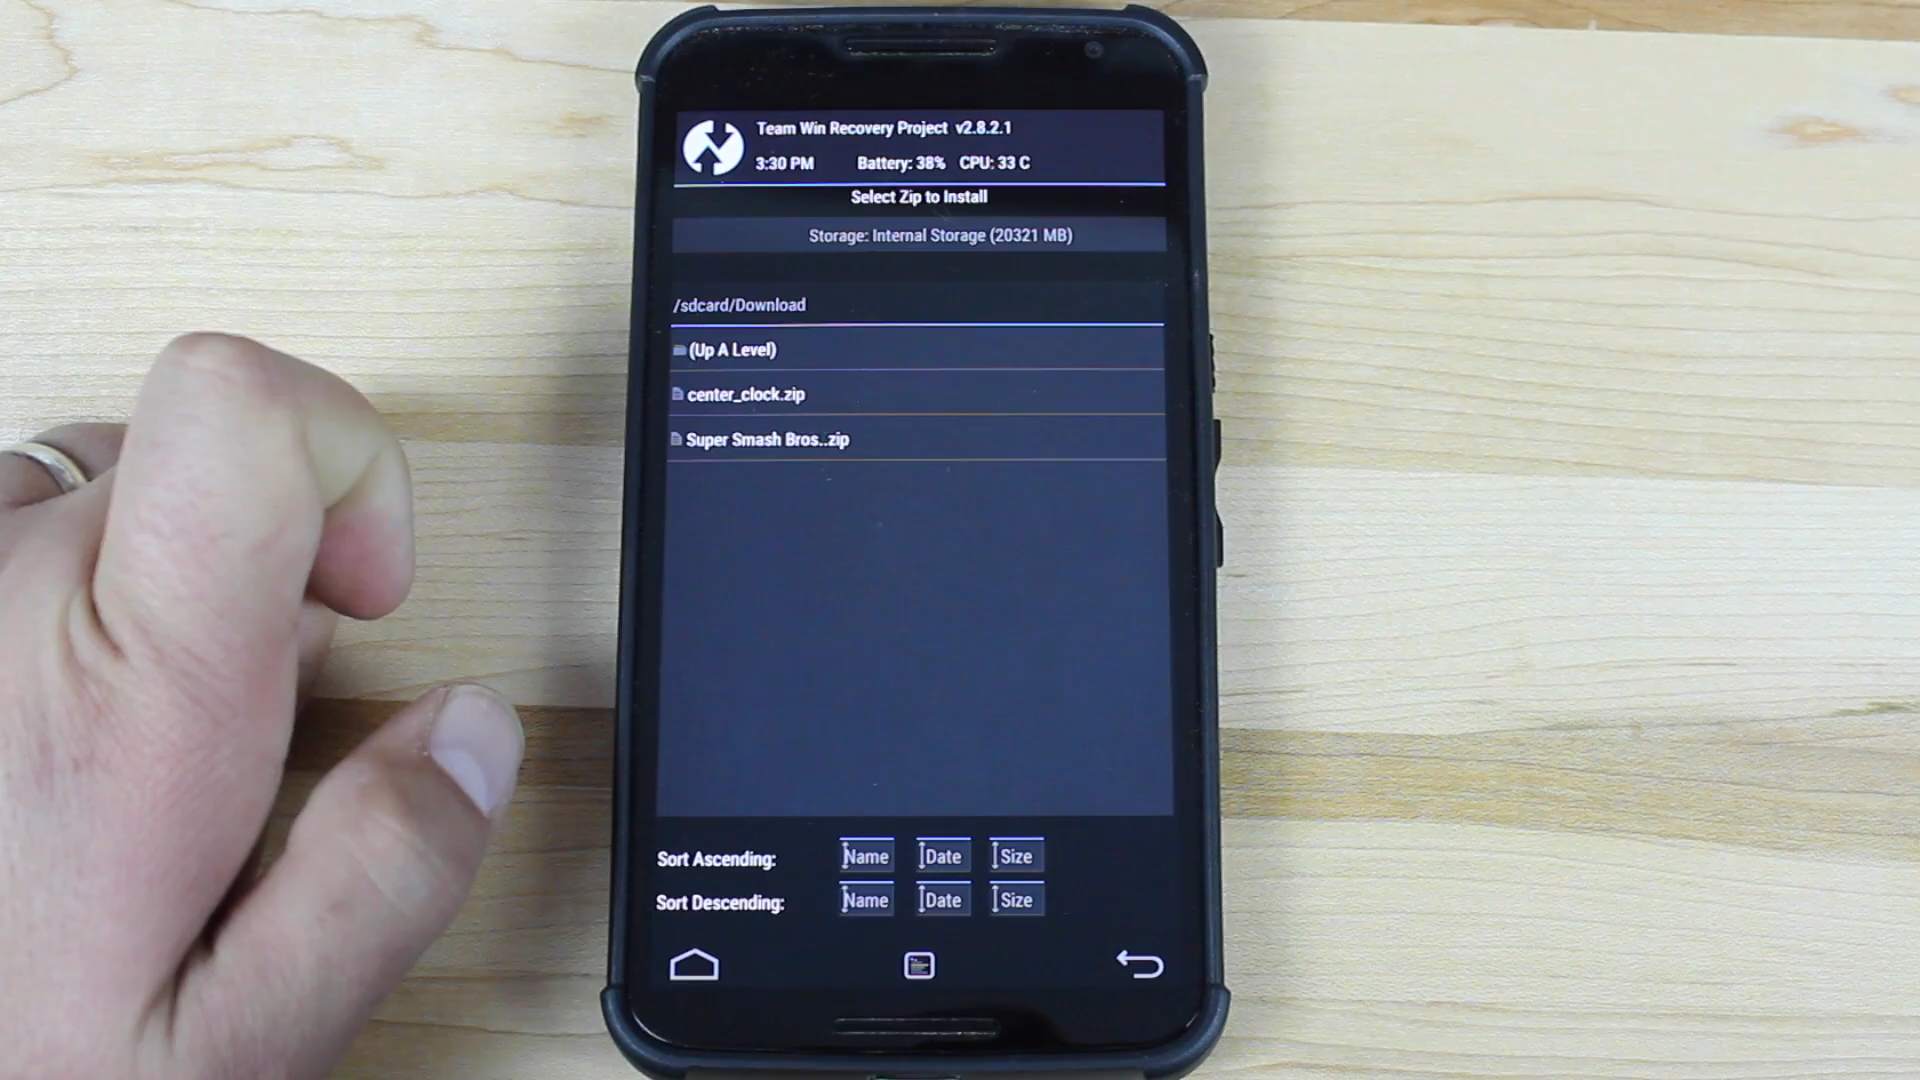 Team Win Recovery Project v2.8.2.1
3:30 PM Battery: 38% CPU: 33 C
Select Zip to Install
Storage: Internal Storage (20321 MB)
/sdcard/Download
(Up A Level)
center_clock.zip
Super Smash Bros..zip
Sort Ascending: Name Date Size
Sort Descending: Name Date Size